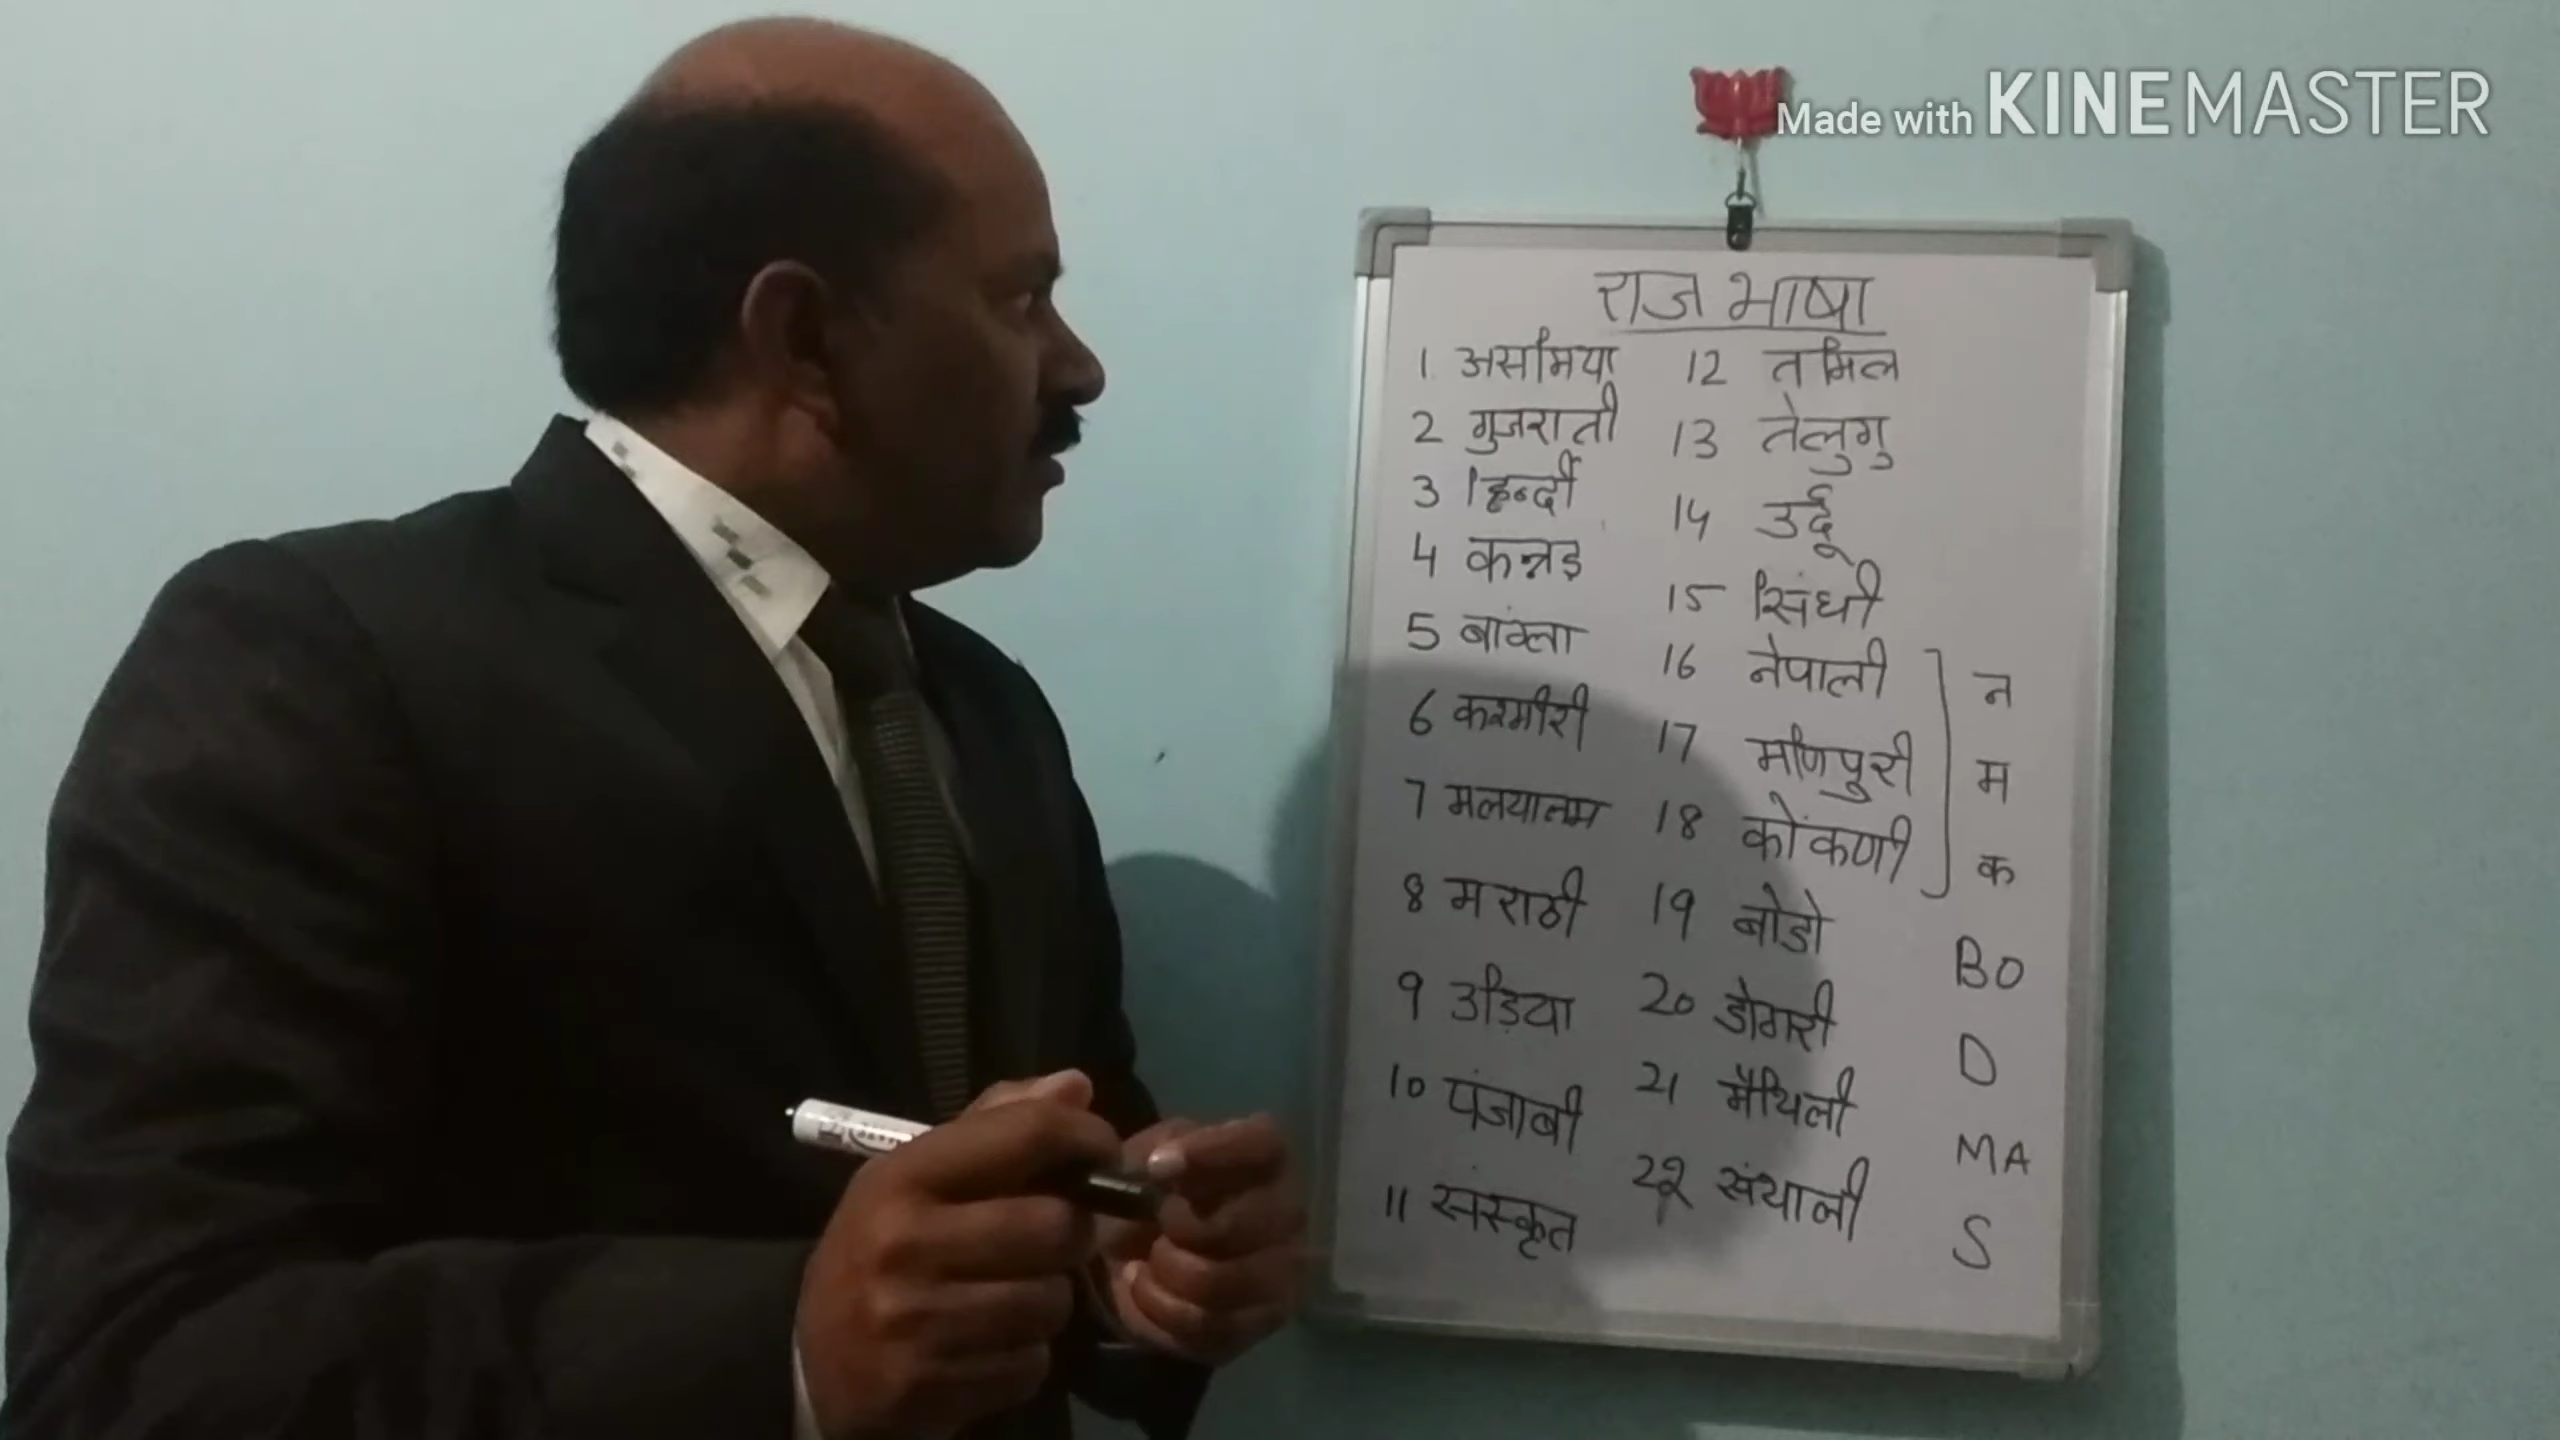 Made with KINEMASTER
राज भाषा
1. असमिया
2 गुजराती
3 हिन्दी
4 कन्नड़
5 बांग्ला
6 कश्मीरी
7 मलयालम
8 मराठी
9 उड़िया
10 पंजाबी
11 संस्कृत
12 तमिल
13 तेलुगु
14 उर्दू
15 सिंधी
16 नेपाली
17 मणिपुरी
18 कोंकणी
19 बोडो
20 डोगरी
21 मैथिली
22 संथाली
न
म
क
BO
D
MA
S